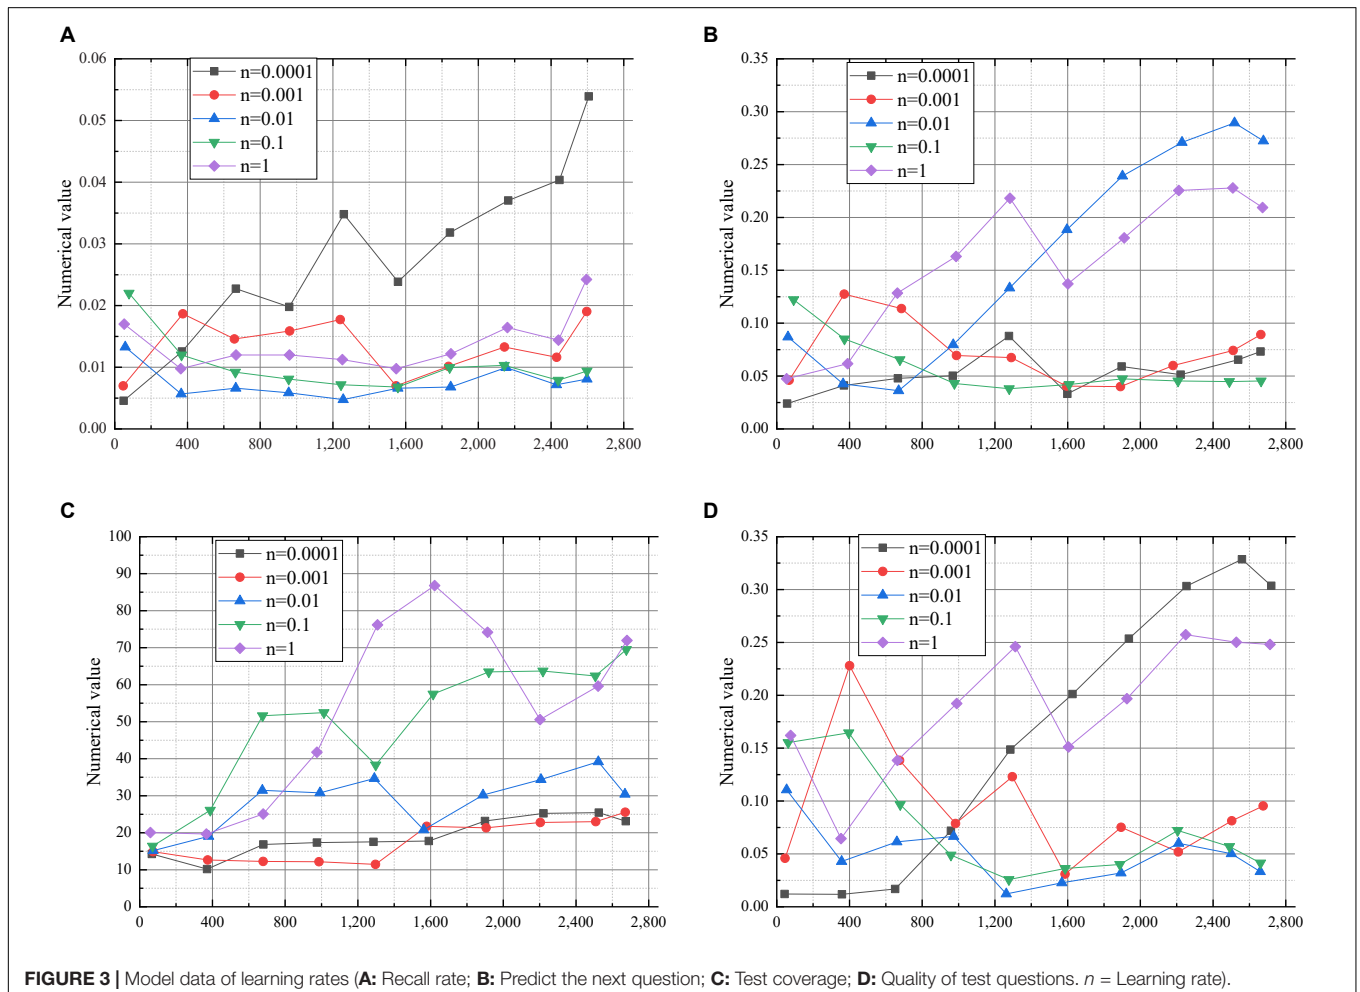 A
0.06
0.05
0.04
0.03
0.02
0.01
0.00
Numerical value
n=0.0001
n=0.001
n=0.01
n=0.1
n=1
0 400 800 1,200 1,600 2,000 2,400 2,800
B
0.35
0.30
0.25
0.20
0.15
0.10
0.05
0.00
Numerical value
n=0.0001
n=0.001
n=0.01
n=0.1
n=1
0 400 800 1,200 1,600 2,000 2,400 2,800
C
100
90
80
70
60
50
40
30
20
10
0
Numerical value
n=0.0001
n=0.001
n=0.01
n=0.1
n=1
0 400 800 1,200 1,600 2,000 2,400 2,800
D
0.35
0.30
0.25
0.20
0.15
0.10
0.05
0.00
Numerical value
n=0.0001
n=0.001
n=0.01
n=0.1
n=1
0 400 800 1,200 1,600 2,000 2,400 2,800
FIGURE 3 | Model data of learning rates (A: Recall rate; B: Predict the next question; C: Test coverage; D: Quality of test questions. n = Learning rate).